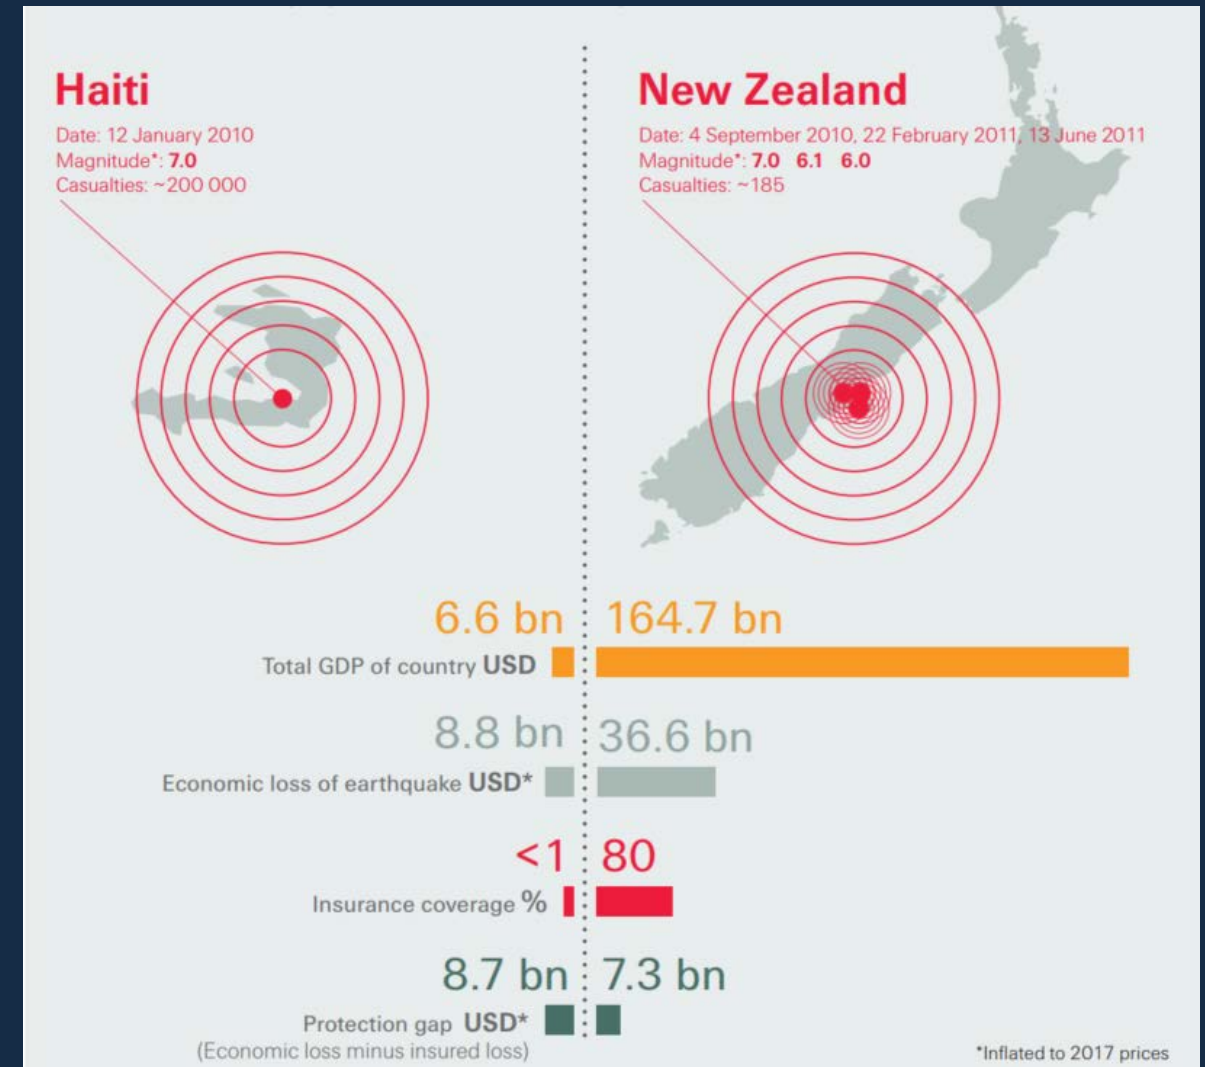 Haiti
Date: 12 January 2010
Magnitude*: 7.0
Casualties: ~200 000
New Zealand
Date: 4 September 2010, 22 February 2011, 13 June 2011
Magnitude*: 7.0 6.1 6.0
Casualties: ~185
6.6 bn 164.7 bn
Total GDP of country USD
8.8 bn 36.6 bn
Economic loss of earthquake USD*
<1 80
Insurance coverage %
8.7 bn 7.3 bn
Protection gap USD*
(Economic loss minus insured loss)
*Inflated to 2017 prices